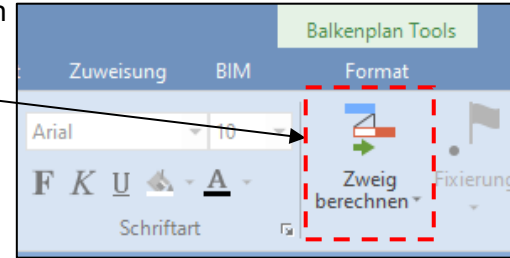 n
Balkenplan Tools
Zuweisung BIM Format
Arial 10
F K U A
Zweig berechnen
Fixierung
Schriftart